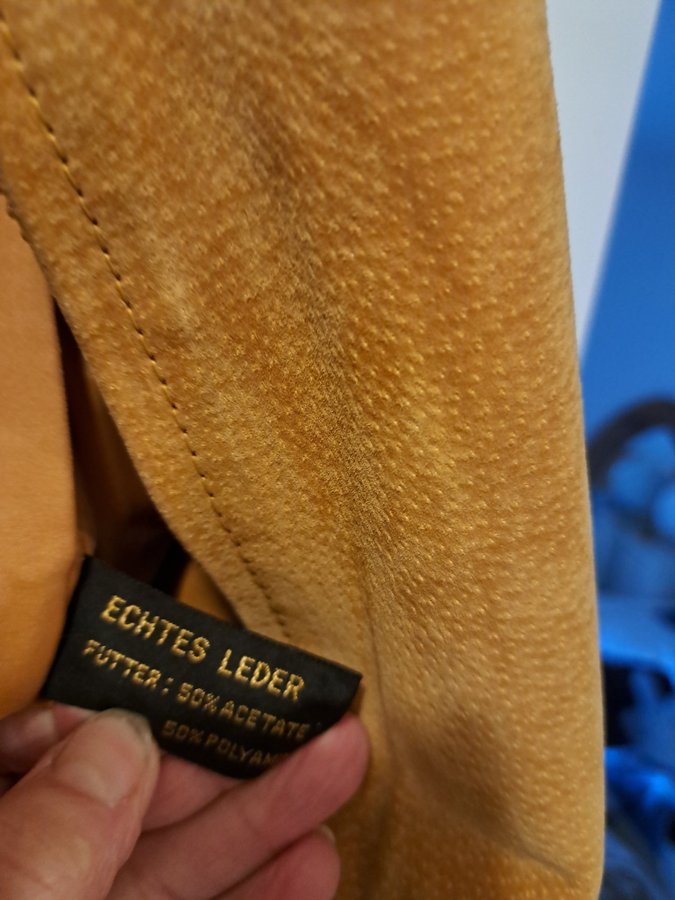 ECHTES LEDER
FUTTER: 50% ACETATE
50% POLYAM